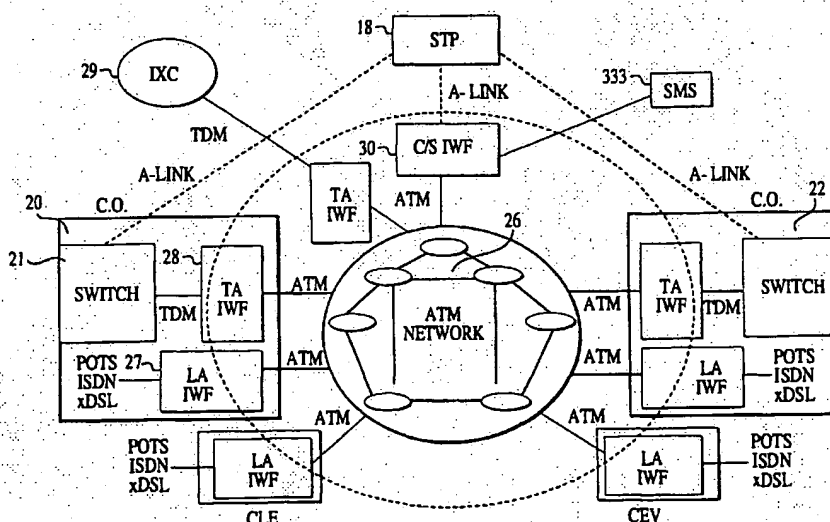 18
STP
29
IXC
333
SMS
A- LINK
TDM
30
C/S IWF
A-LINK
A-LINK
C.O.
TA
IWF
ATM
C.O.
20
22
21
28
26
SWITCH
TA
IWF
TDM
ATM
ATM
NETWORK
ATM
TA
IWF
TDM
SWITCH
POTS
ISDN
xDSL
27
LA
IWF
ATM
ATM
LA
IWF
POTS
ISDN
xDSL
ATM
ATM
POTS
ISDN
xDSL
LA
IWF
LA
IWF
POTS
ISDN
xDSL
CEV